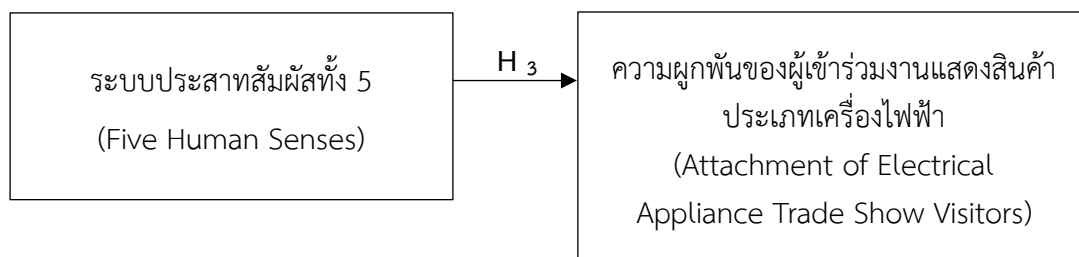 ระบบประสาทสัมผัสทั้ง 5
(Five Human Senses)
H 3
ความผูกพันของผู้เข้าร่วมงานแสดงสินค้า
ประเภทเครื่องไฟฟ้า
(Attachment of Electrical
Appliance Trade Show Visitors)